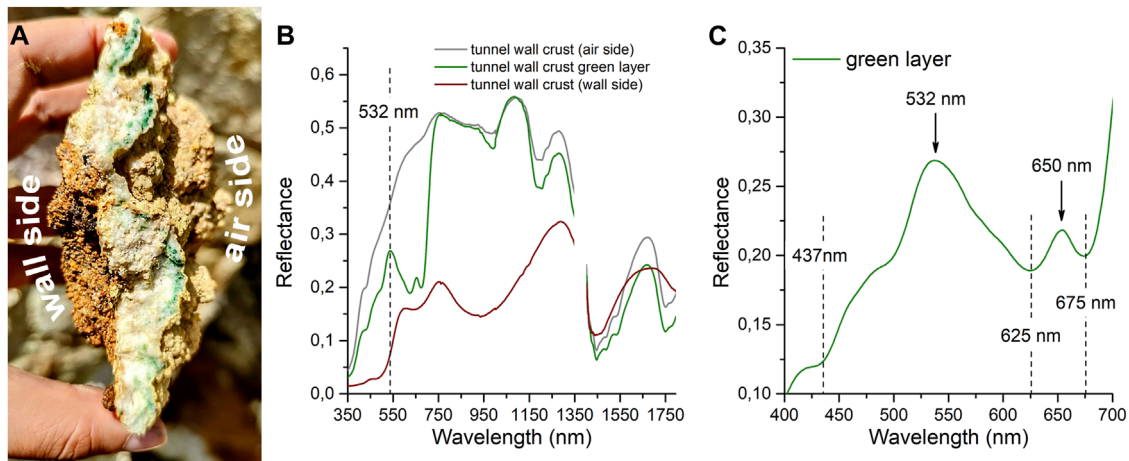 A
wall side
air side
B
tunnel wall crust (air side)
tunnel wall crust green layer
tunnel wall crust (wall side)
532 nm
Reflectance
0,6
0,5
0,4
0,3
0,2
0,1
0,0
350 550 750 950 1150 1350 1550 1750
Wavelength (nm)
C
green layer
532 nm
650 nm
437nm
675 nm
625 nm
Reflectance
0,35
0,30
0,25
0,20
0,15
0,10
400 450 500 550 600 650 700
Wavelength (nm)